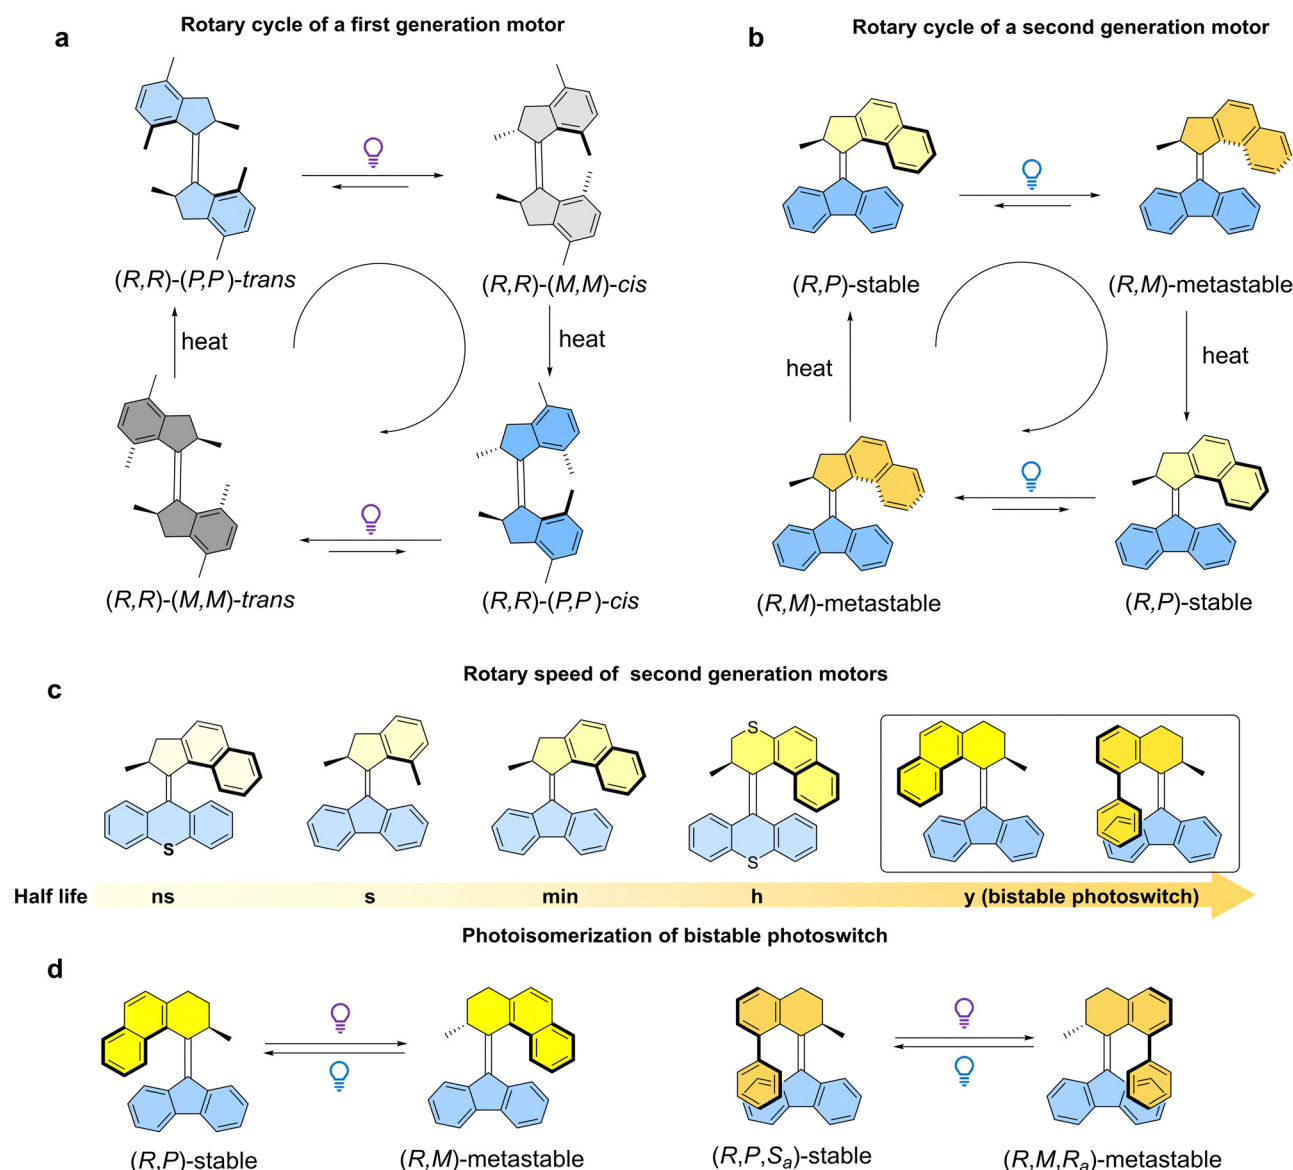 a
Rotary cycle of a first generation motor
(R,R)-(P,P)-trans
(R,R)-(M,M)-cis
heat
heat
(R,R)-(M,M)-trans
(R,R)-(P,P)-cis
b
Rotary cycle of a second generation motor
(R,P)-stable
(R,M)-metastable
heat
heat
(R,M)-metastable
(R,P)-stable
c
Rotary speed of second generation motors
S
S
S
Half life ns s min h y (bistable photoswitch)
Photoisomerization of bistable photoswitch
d
(R,P)-stable
(R,M)-metastable
(R,P,Sa)-stable
(R,M,Ra)-metastable